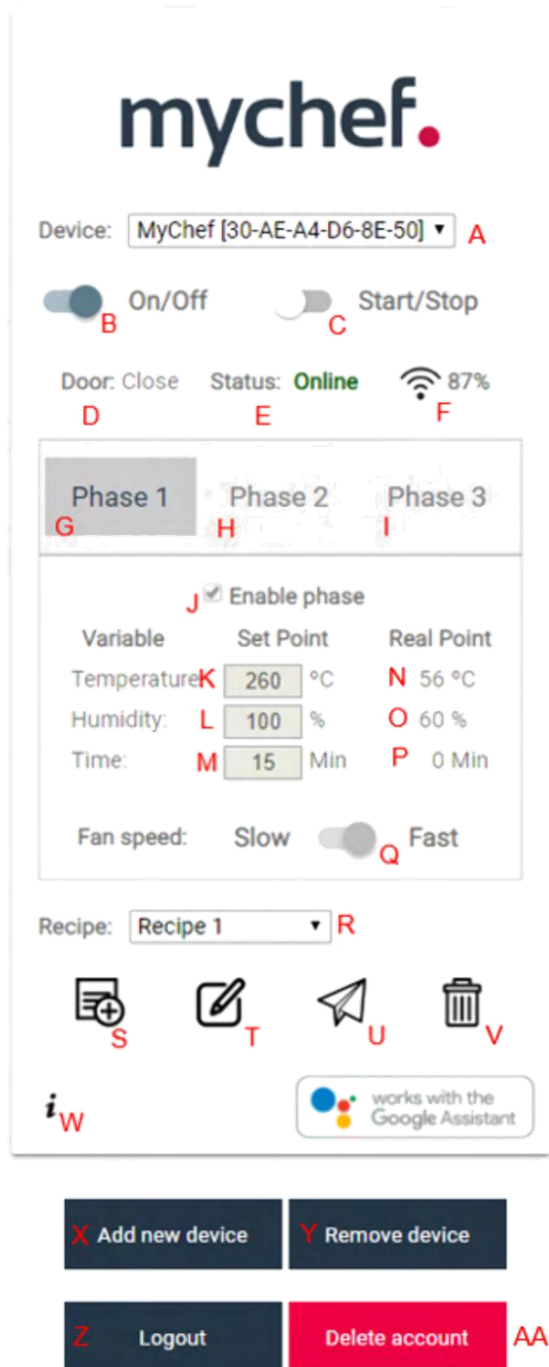 mychef.
Device: MyChef [30-AE-A4-D6-8E-50] ▾ A
B On/Off C Start/Stop
Door: Close Status: Online 87%
D E F
Phase 1 Phase 2 Phase 3
G H I
J Enable phase
Variable Set Point Real Point
Temperature K 260 ºC N 56 ºC
Humidity: L 100 % O 60 %
Time: M 15 Min P 0 Min
Fan speed: Slow Q Fast
Recipe: Recipe 1 ▾ R
S T U V
i W works with the
Google Assistant
X Add new device Y Remove device
Z Logout Delete account AA